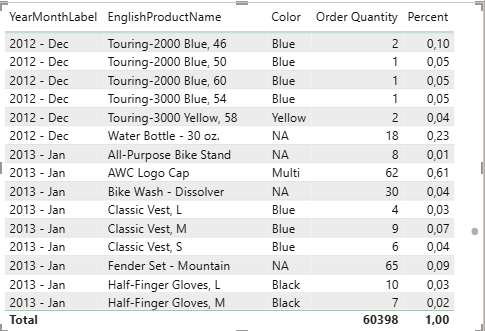 YearMonthLabel EnglishProductName Color Order Quantity Percent
2012 - Dec Touring-2000 Blue, 46 Blue 2 0,10
2012 - Dec Touring-2000 Blue, 50 Blue 1 0,05
2012 - Dec Touring-2000 Blue, 60 Blue 1 0,05
2012 - Dec Touring-3000 Blue, 54 Blue 1 0,05
2012 - Dec Touring-3000 Yellow, 58 Yellow 2 0,04
2012 - Dec Water Bottle - 30 oz. NA 18 0,23
2013 - Jan All-Purpose Bike Stand NA 8 0,01
2013 - Jan AWC Logo Cap Multi 62 0,61
2013 - Jan Bike Wash - Dissolver NA 30 0,04
2013 - Jan Classic Vest, L Blue 4 0,03
2013 - Jan Classic Vest, M Blue 9 0,07
2013 - Jan Classic Vest, S Blue 6 0,04
2013 - Jan Fender Set - Mountain NA 65 0,09
2013 - Jan Half-Finger Gloves, L Black 10 0,03
2013 - Jan Half-Finger Gloves, M Black 7 0,02
Total 60398 1,00